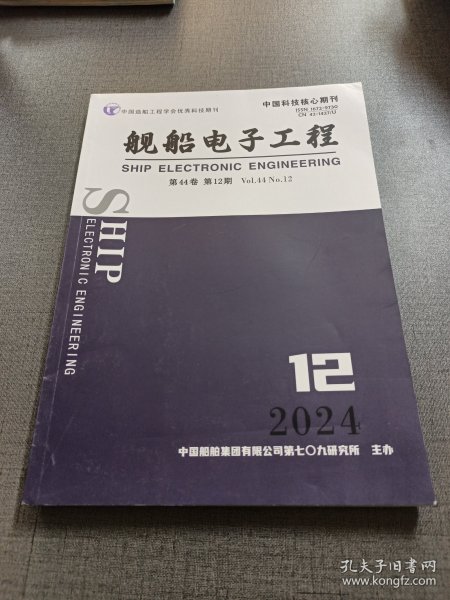 中国造船工程学会优秀科技期刊
中国科技核心期刊
ISSN 1672-9730
CN 42-1427/U
舰船电子工程
SHIP ELECTRONIC ENGINEERING
第44卷 第12期 Vol.44 No.12
SHIP
ELECTRONIC ENGINEERING
12
2024
中国船舶集团有限公司第七〇九研究所 主办
孔夫子旧书网
www.kongfz.com